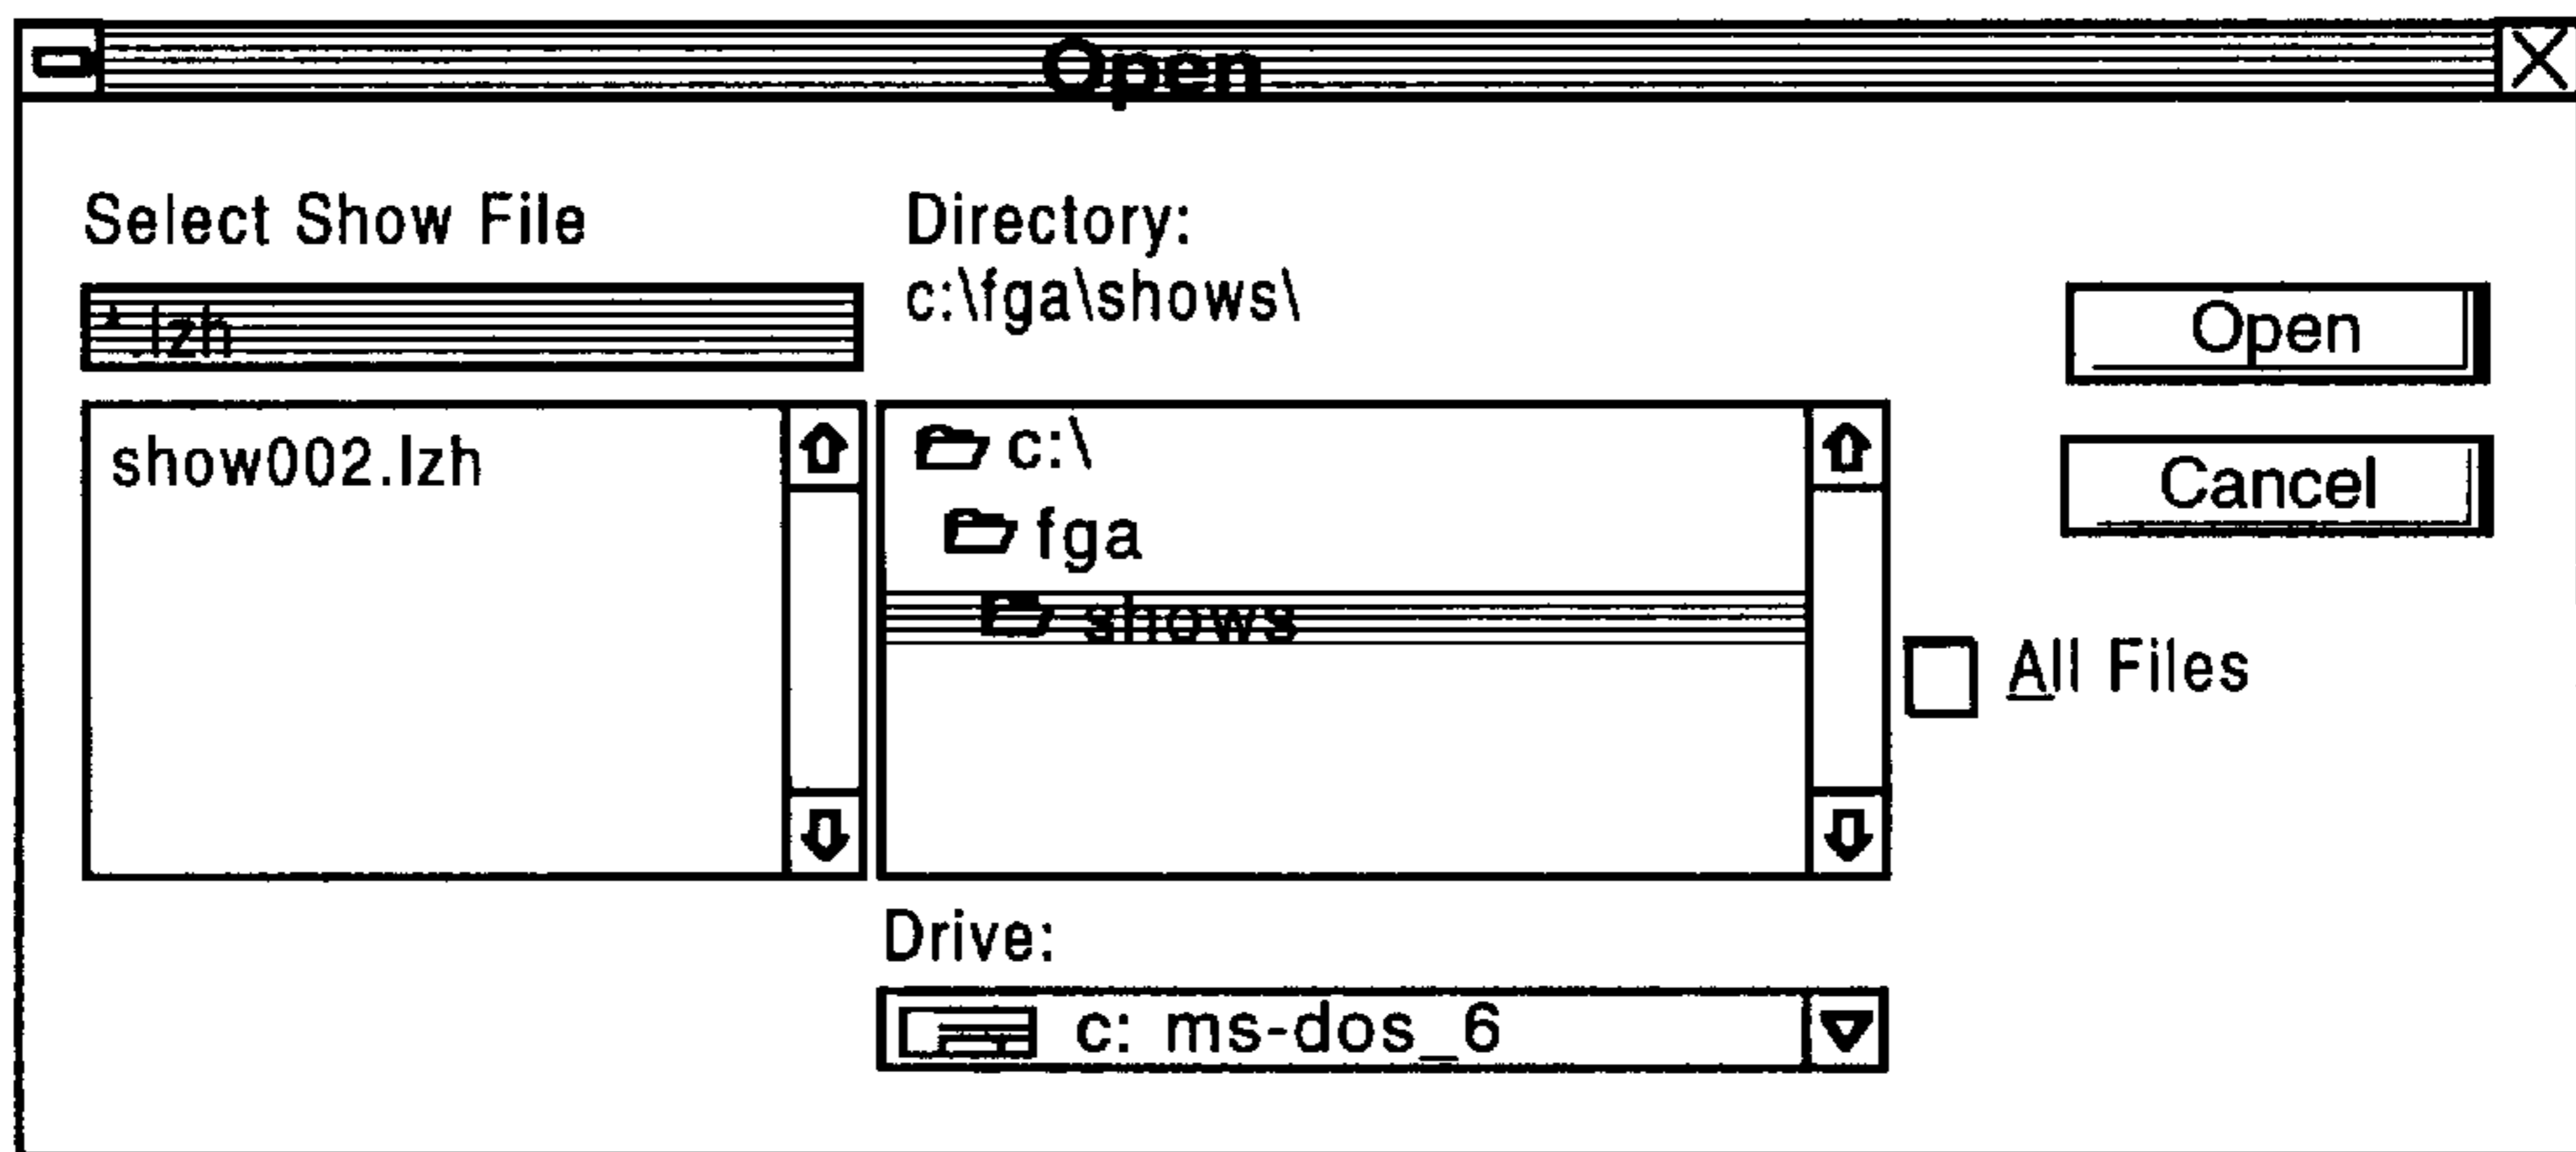 Open
Select Show File
*.lzh
show002.lzh
Directory:
c:\fga\shows\
c:\
fga
shows
Drive:
c: ms-dos_6
Open
Cancel
All Files